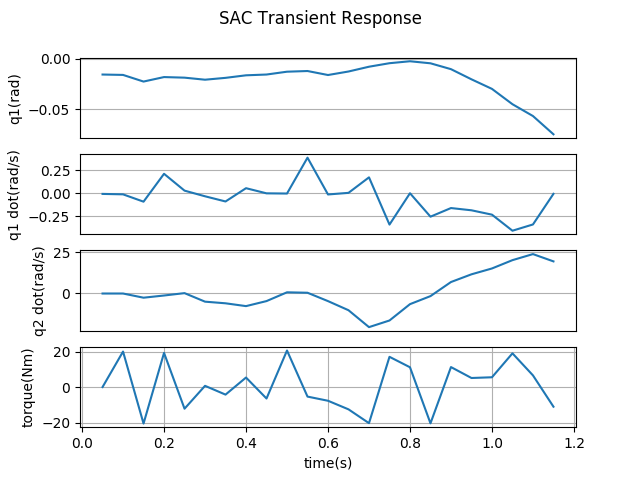 SAC Transient Response
0.00
−0.05
q1(rad)
0.25
0.00
−0.25
q1 dot(rad/s)
25
0
q2 dot(rad/s)
20
0
−20
torque(Nm)
0.0 0.2 0.4 0.6 0.8 1.0 1.2
time(s)